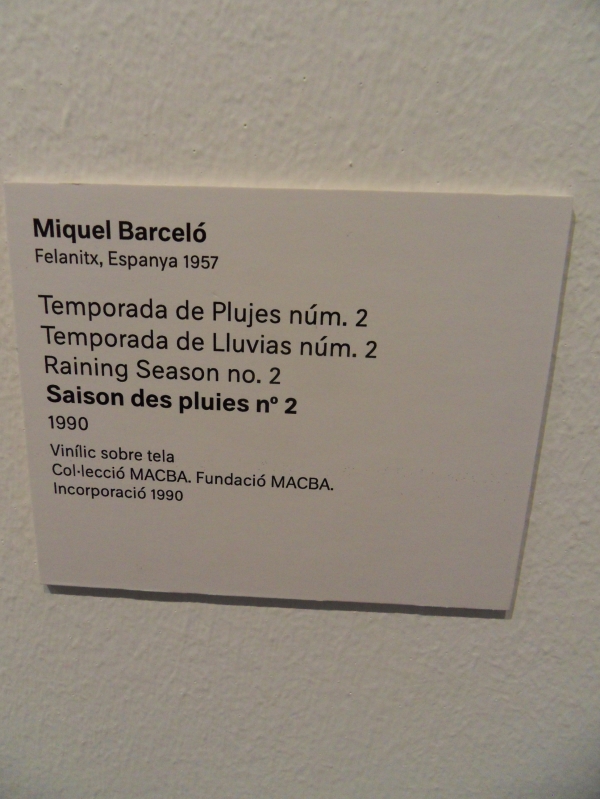 Miquel Barceló
Felanitx, Espanya 1957
Temporada de Plujes núm. 2
Temporada de Lluvias núm. 2
Raining Season no. 2
Saison des pluies nº 2
1990
Vinílic sobre tela
Col·lecció MACBA. Fundació MACBA.
Incorporació 1990